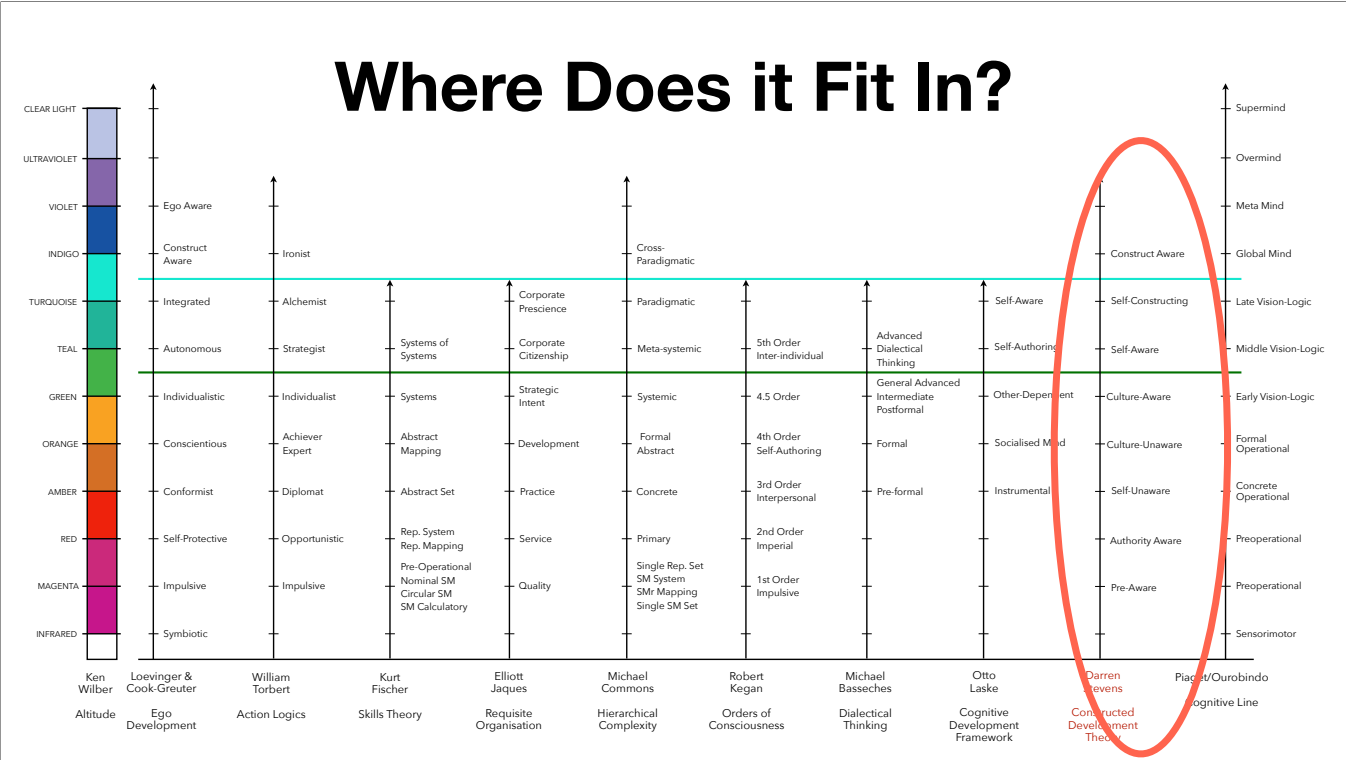 Where Does it Fit In?
CLEAR LIGHT
ULTRAVIOLET
VIOLET
INDIGO
TURQUOISE
TEAL
GREEN
ORANGE
AMBER
RED
MAGENTA
INFRARED
Ken
Wilber
Altitude
Ego Aware
Construct
Aware
Integrated
Autonomous
Individualistic
Conscientious
Conformist
Self-Protective
Impulsive
Symbiotic
Loevinger &
Cook-Greuter
Ego
Development
Ironist
Alchemist
Strategist
Individualist
Achiever
Expert
Diplomat
Opportunistic
Impulsive
William
Torbert
Action Logics
Systems of
Systems
Systems
Abstract
Mapping
Abstract Set
Rep. System
Rep. Mapping
Pre-Operational
Nominal SM
Circular SM
SM Calculatory
Kurt
Fischer
Skills Theory
Corporate
Prescience
Corporate
Citizenship
Strategic
Intent
Development
Practice
Service
Quality
Elliott
Jaques
Requisite
Organisation
Cross-
Paradigmatic
Paradigmatic
Meta-systemic
Systemic
Formal
Abstract
Concrete
Primary
Single Rep. Set
SM System
SMr Mapping
Single SM Set
Michael
Commons
Hierarchical
Complexity
5th Order
Inter-individual
4.5 Order
4th Order
Self-Authoring
3rd Order
Interpersonal
2nd Order
Imperial
1st Order
Impulsive
Robert
Kegan
Orders of
Consciousness
Advanced
Dialectical
Thinking
General Advanced
Intermediate
Postformal
Formal
Pre-formal
Michael
Basseches
Dialectical
Thinking
Self-Aware
Self-Authoring
Other-Dependent
Socialised Mind
Instrumental
Otto
Laske
Cognitive
Development
Framework
Construct Aware
Self-Constructing
Self-Aware
Culture-Aware
Culture-Unaware
Self-Unaware
Authority Aware
Pre-Aware
Darren
Stevens
Constructed
Development
Theory
Supermind
Overmind
Meta Mind
Global Mind
Late Vision-Logic
Middle Vision-Logic
Early Vision-Logic
Formal
Operational
Concrete
Operational
Preoperational
Preoperational
Sensorimotor
Piaget/Ourobindo
Cognitive Line